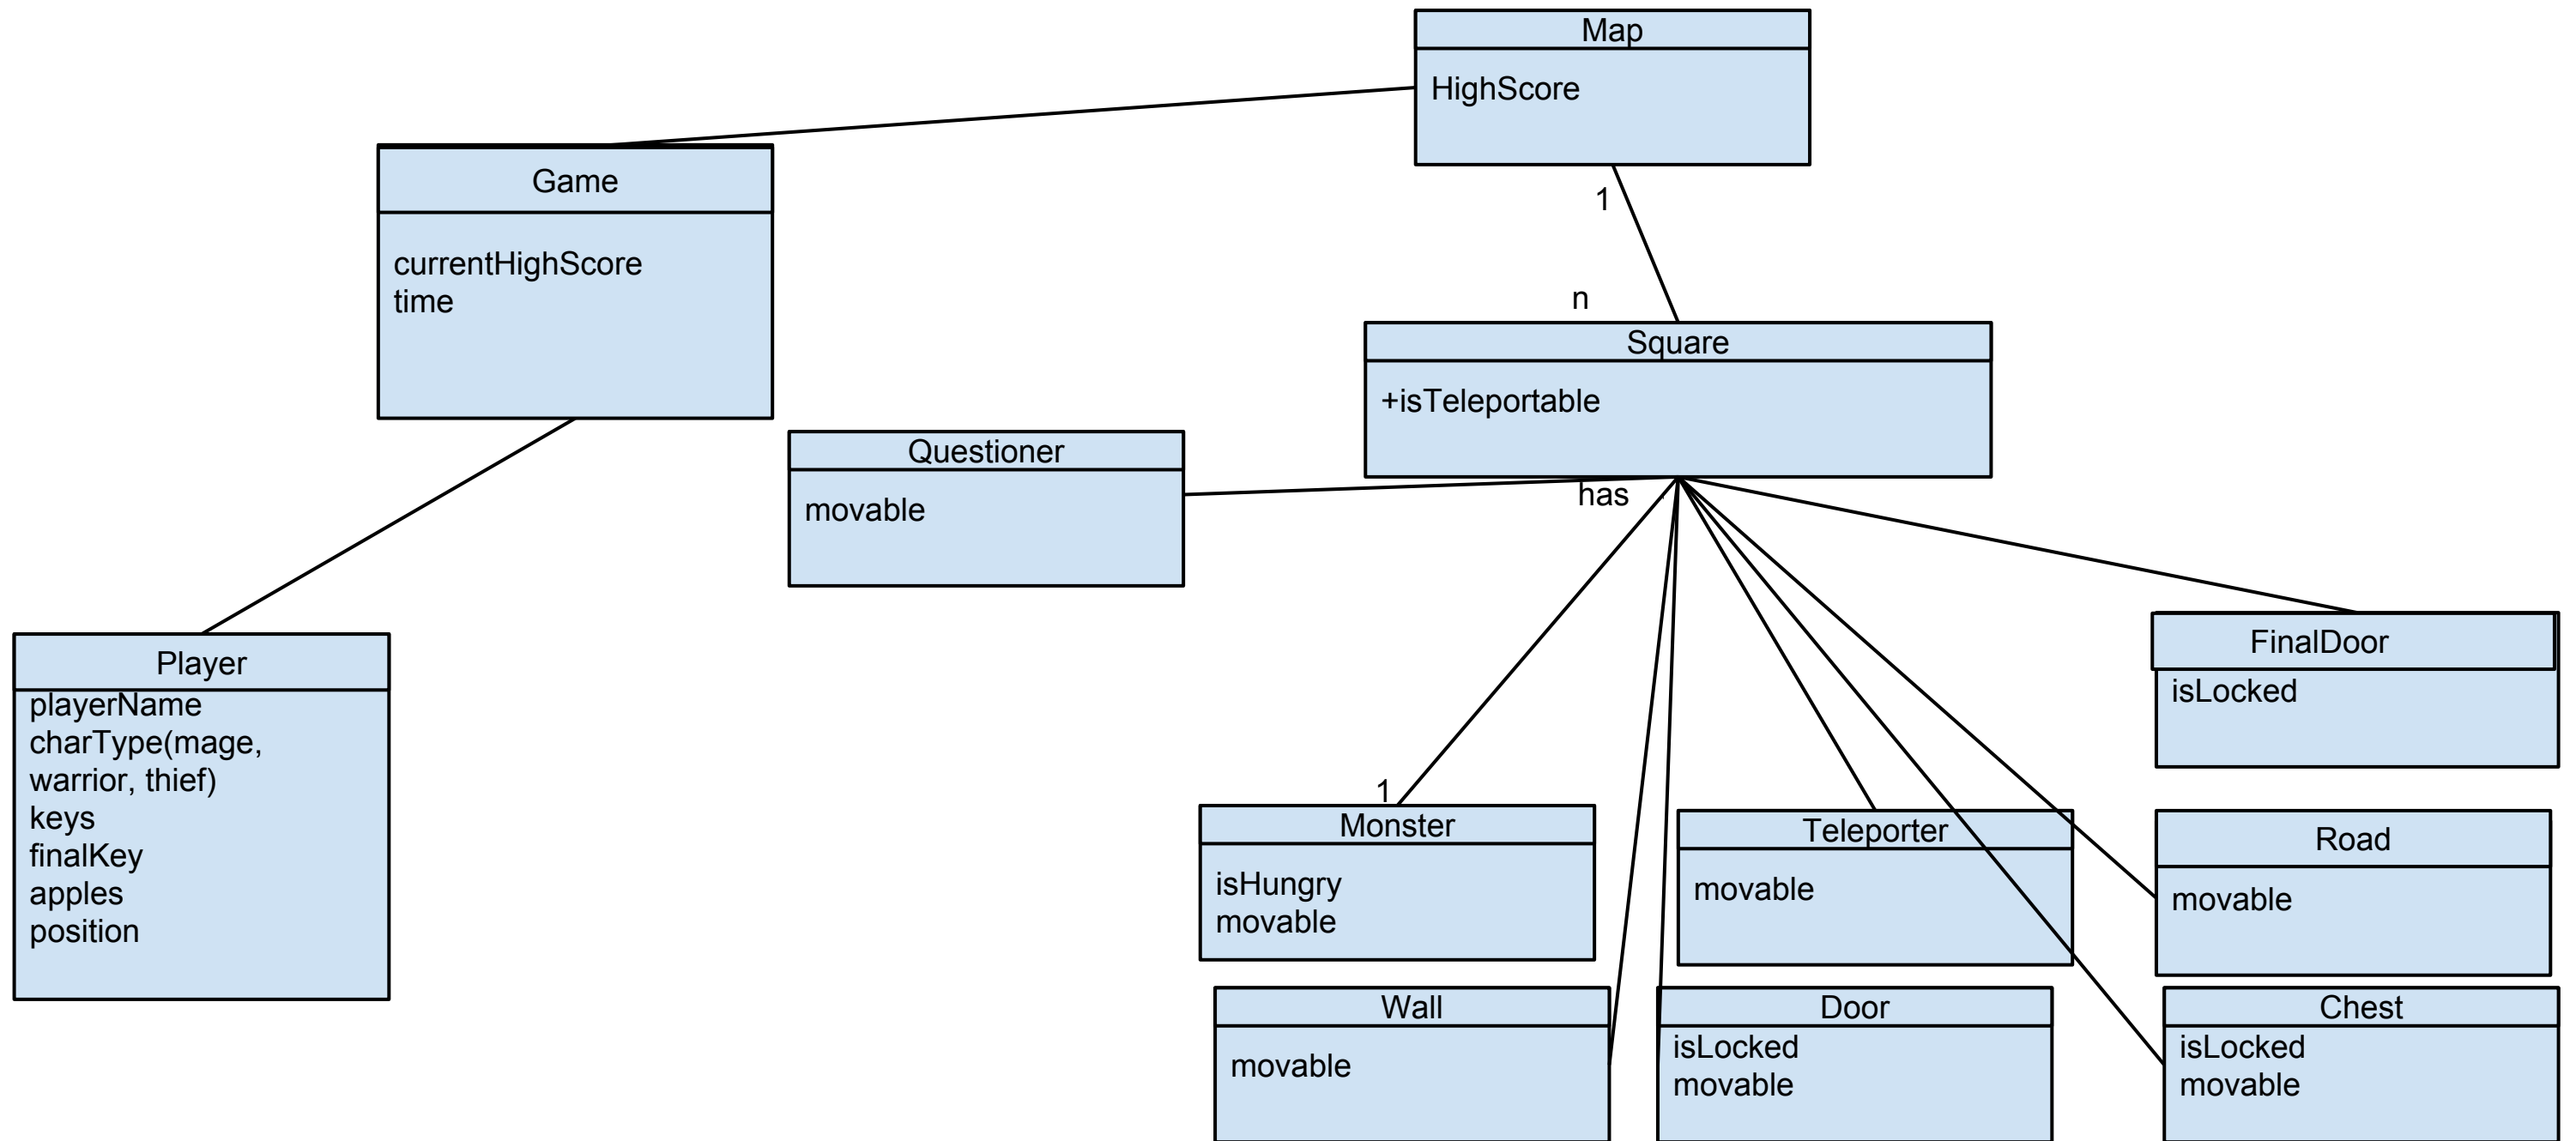 Map
HighScore
Game
currentHighScore
time
1
n
Square
+isTeleportable
Questioner
movable
has
Player
playerName
charType(mage,
warrior, thief)
keys
finalKey
apples
position
FinalDoor
isLocked
1
Monster
isHungry
movable
Teleporter
movable
Road
movable
Wall
movable
Door
isLocked
movable
Chest
isLocked
movable